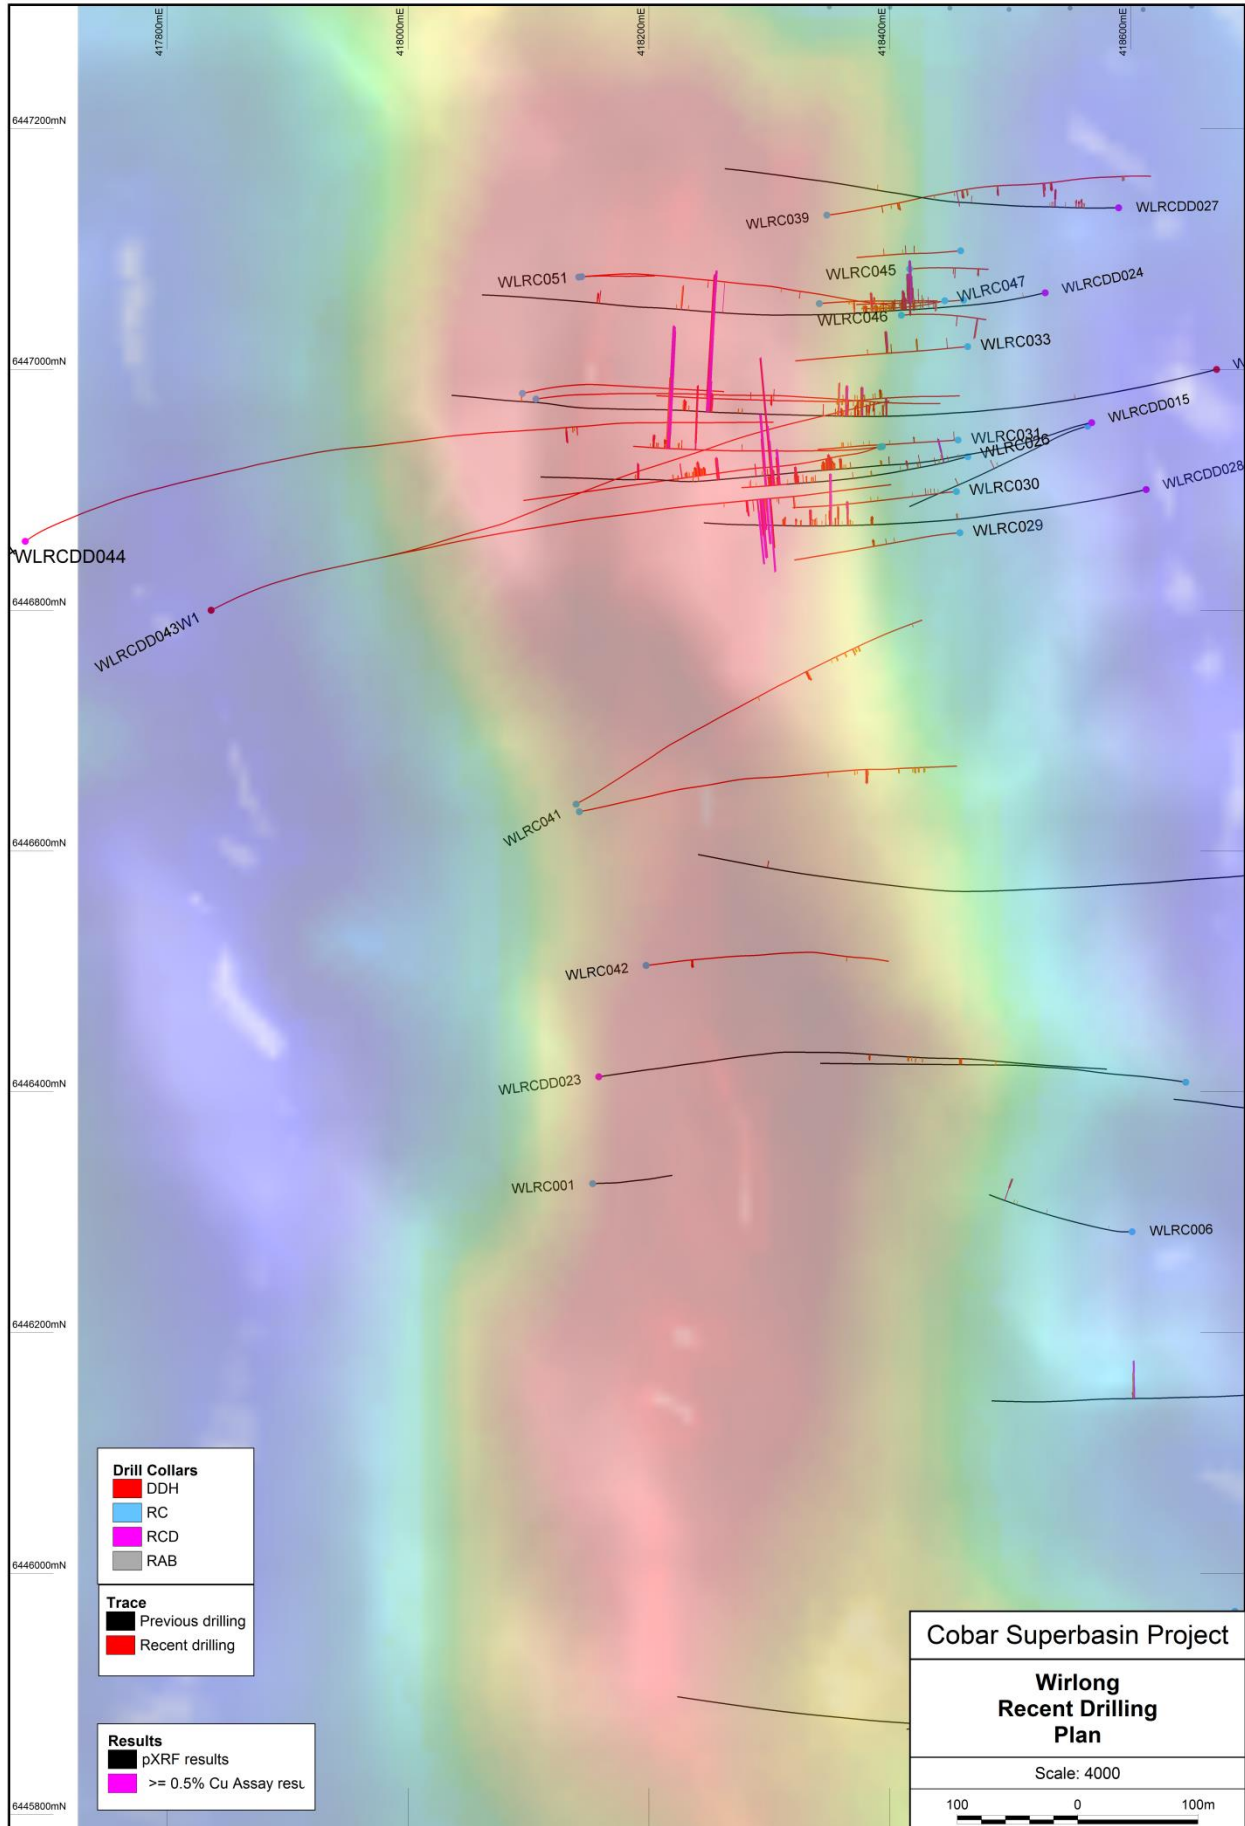 417800mE
418000mE
418200mE
418400mE
418600mE
6447200mN
WLRC039
WLRCDD027
WLRC051
WLRC045
WLRC047
WLRCDD024
WLRC046
WLRC033
6447000mN
W
WLRCDD015
WLRC031
WLRC026
WLRCDD028
WLRC030
WLRC029
WLRCDD044
6446800mN
WLRCDD043W1
WLRC041
6446600mN
WLRC042
WLRCDD023
6446400mN
WLRC001
WLRC006
6446200mN
Drill Collars
DDH
RC
RCD
RAB
6446000mN
Trace
Previous drilling
Recent drilling
Results
pXRF results
>= 0.5% Cu Assay resu
6445800mN
Cobar Superbasin Project
Wirlong
Recent Drilling
Plan
Scale: 4000
100 0 100m